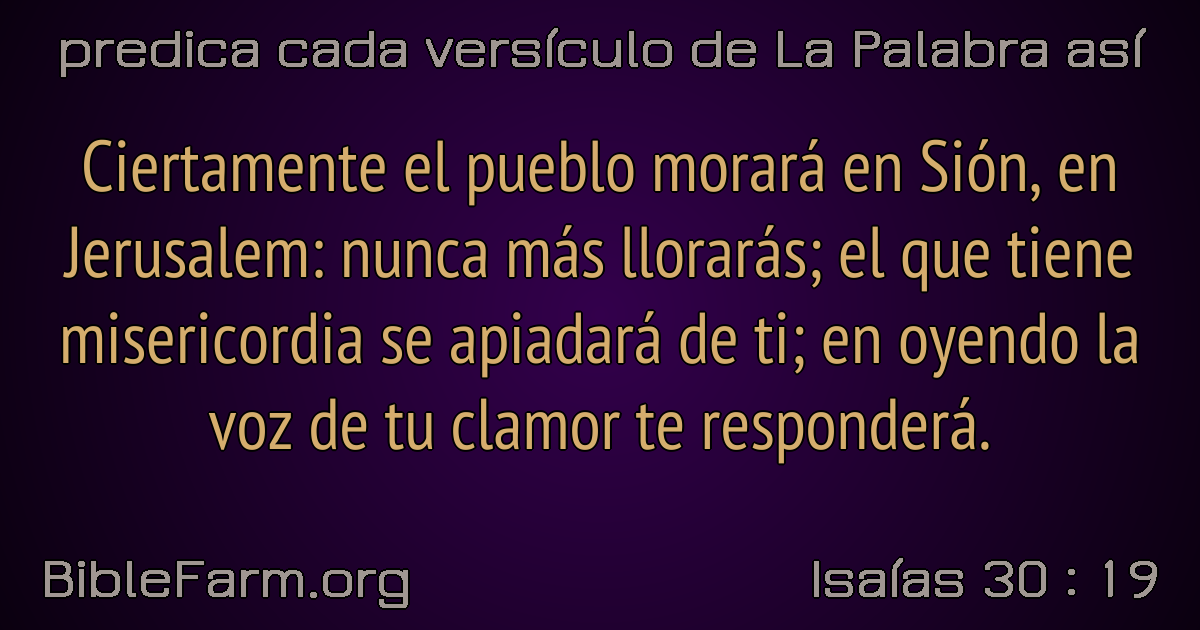 predica cada versículo de La Palabra así
Ciertamente el pueblo morará en Sión, en
Jerusalem: nunca más llorarás; el que tiene
misericordia se apiadará de ti; en oyendo la
voz de tu clamor te responderá.
BibleFarm.org
Isaías 30 : 19